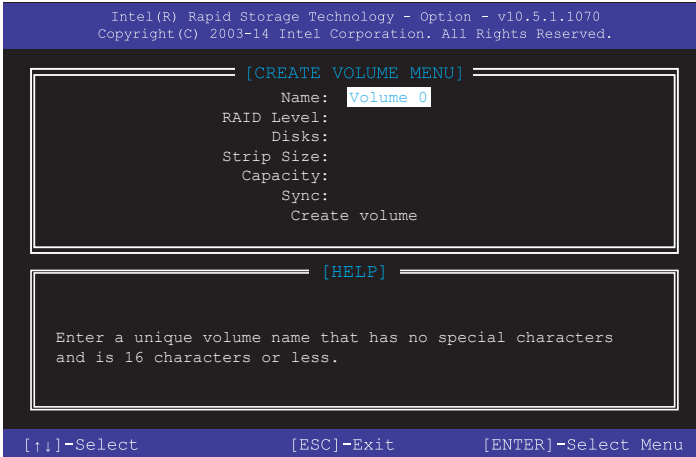 Intel(R) Rapid Storage Technology - Option - v10.5.1.1070
Copyright(C) 2003-14 Intel Corporation. All Rights Reserved.
[CREATE VOLUME MENU]
Name: Volume 0
RAID Level:
Disks:
Strip Size:
Capacity:
Sync:
Create volume
[HELP]
Enter a unique volume name that has no special characters
and is 16 characters or less.
[↑↓]-Select [ESC]-Exit [ENTER]-Select Menu